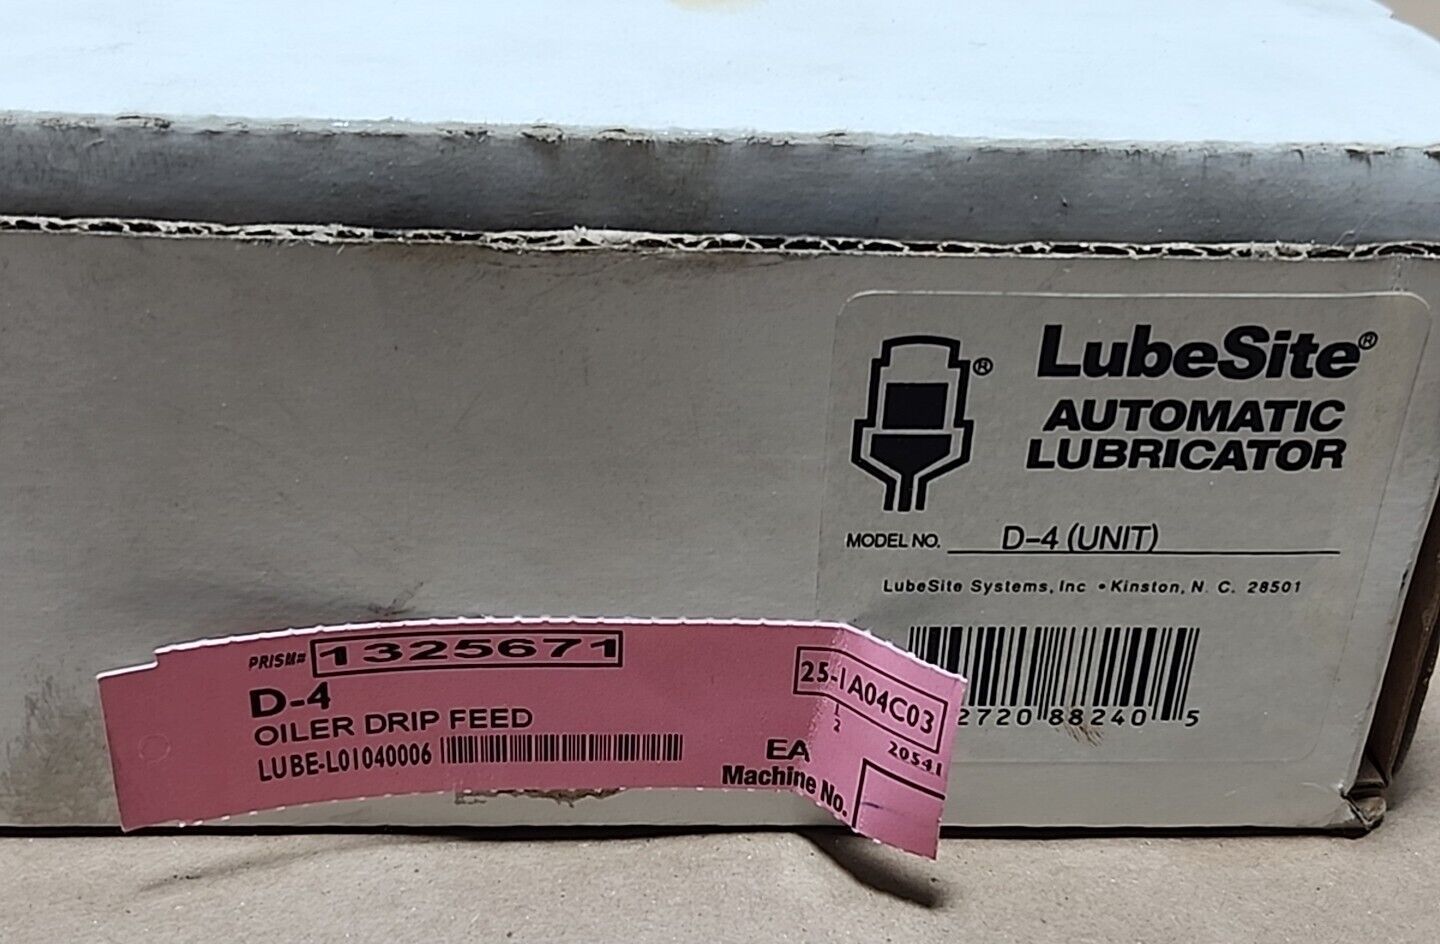 LubeSite®
®
AUTOMATIC
LUBRICATOR
MODEL NO. D-4 (UNIT)
LubeSite Systems, Inc • Kinston, N. C. 28501
2720 88240 5
PRISM# 1325671
D-4
OILER DRIP FEED
LUBE-L01040006
25-1A04C03
1
2
20541
EA
Machine No.